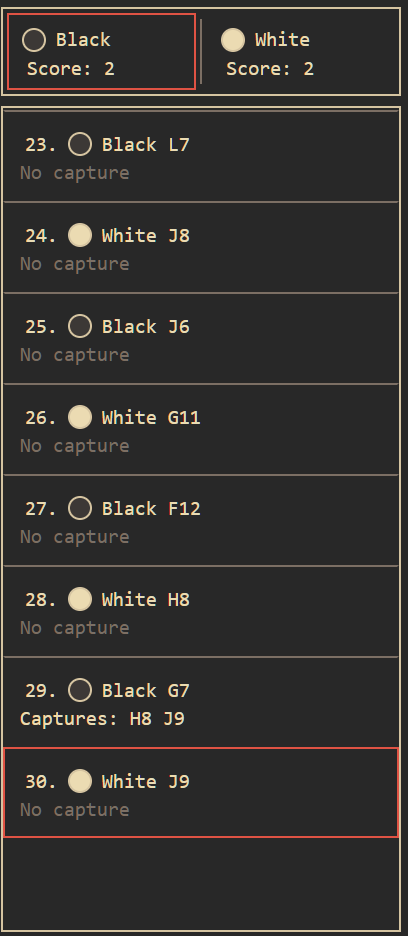 Black
Score: 2
White
Score: 2
23. Black L7
No capture
24. White J8
No capture
25. Black J6
No capture
26. White G11
No capture
27. Black F12
No capture
28. White H8
No capture
29. Black G7
Captures: H8 J9
30. White J9
No capture